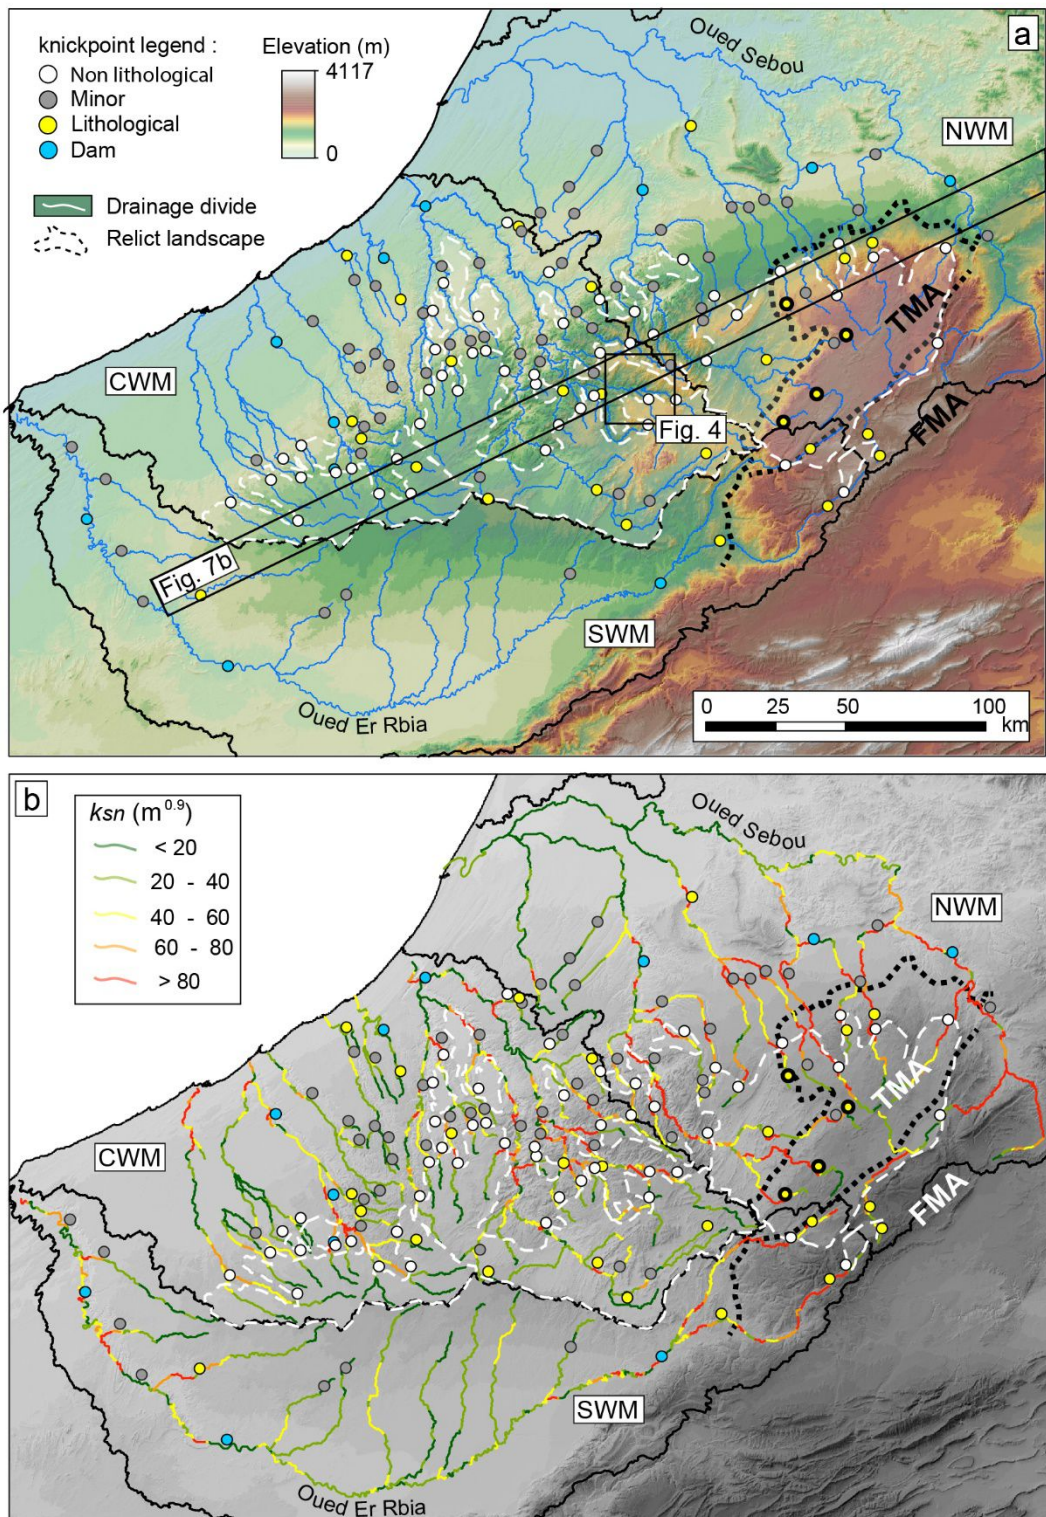 a
knickpoint legend :
Non lithological
Minor
Lithological
Dam
Elevation (m)
4117
0
Drainage divide
Relict landscape
Oued Sebou
NWM
TMA
CWM
Fig. 4
FMA
Fig. 7b
SWM
Oued Er Rbia
0 25 50 100
km
b
ksn (m0.9)
< 20
20 - 40
40 - 60
60 - 80
> 80
Oued Sebou
NWM
TMA
CWM
FMA
SWM
Oued Er Rbia